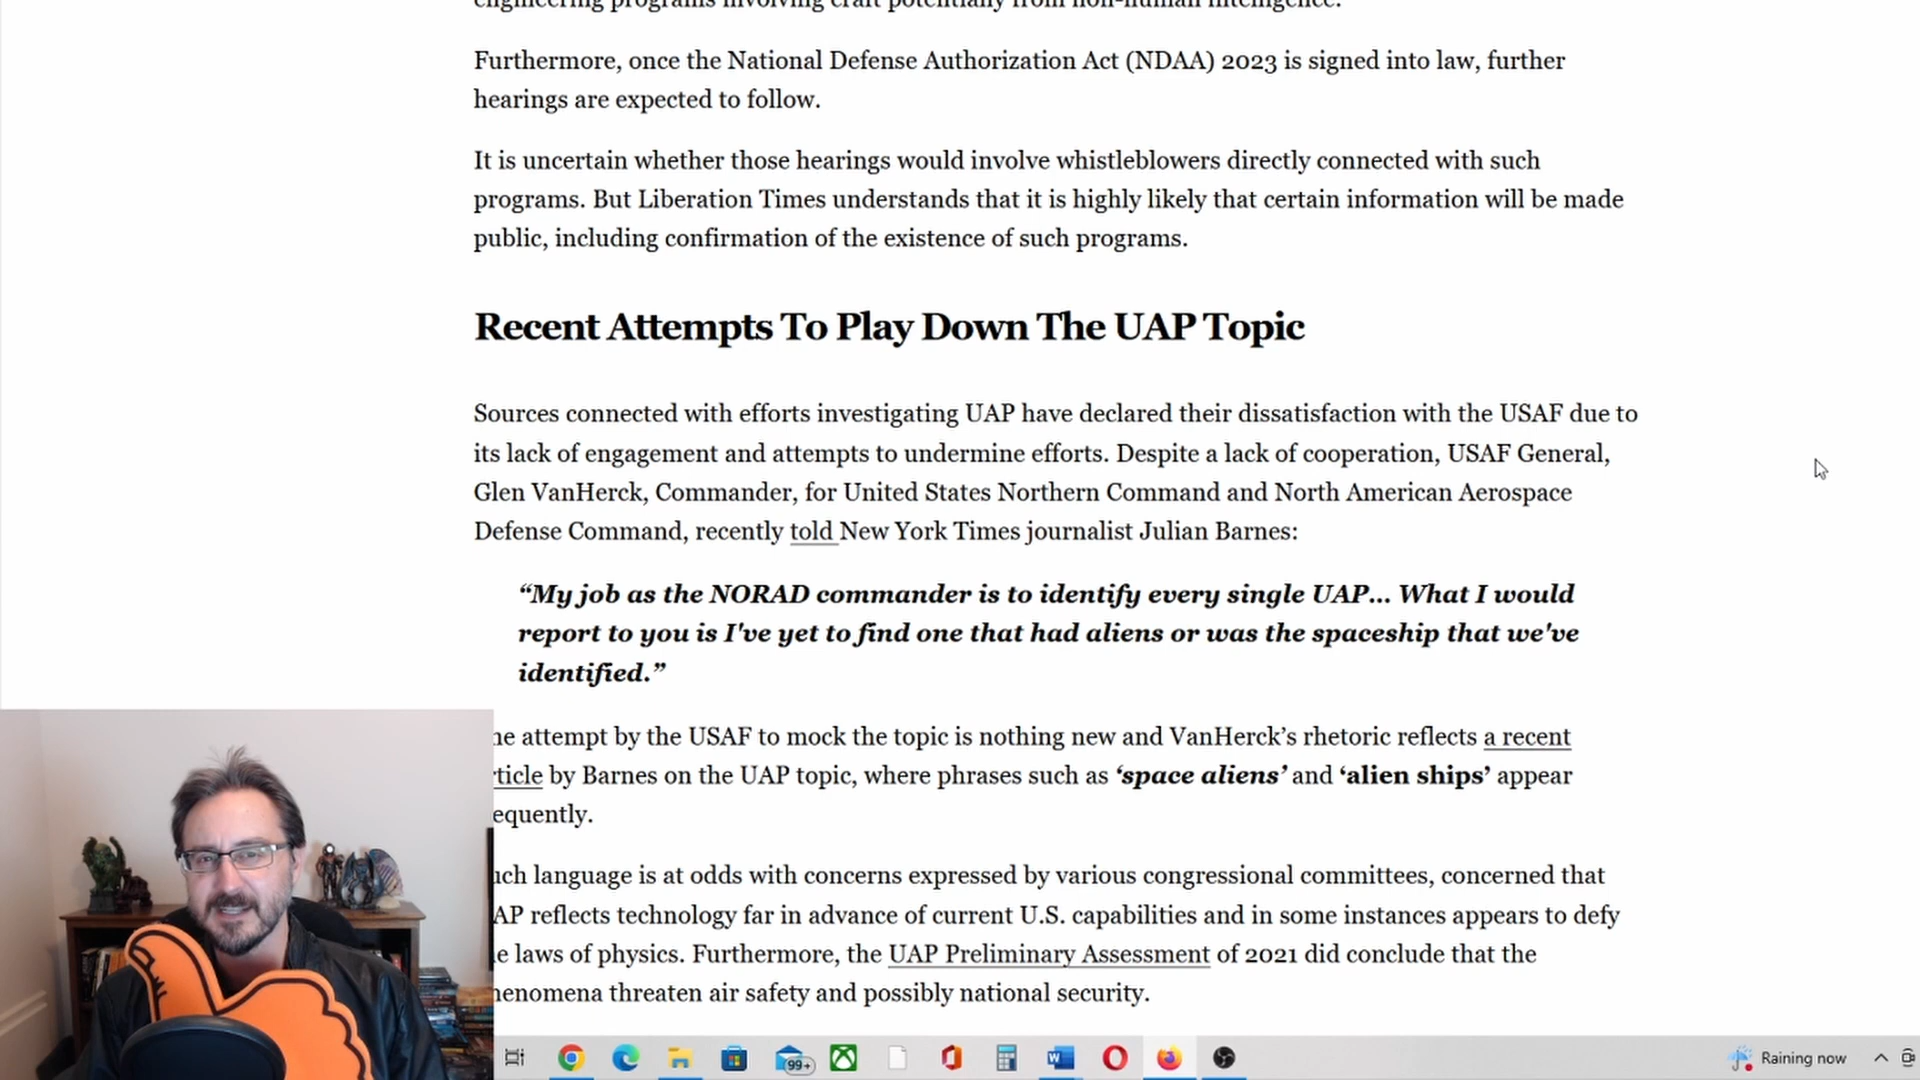 engineering programs involving craft potentially from non-human intelligence.
Furthermore, once the National Defense Authorization Act (NDAA) 2023 is signed into law, further
hearings are expected to follow.
It is uncertain whether those hearings would involve whistleblowers directly connected with such
programs. But Liberation Times understands that it is highly likely that certain information will be made
public, including confirmation of the existence of such programs.
Recent Attempts To Play Down The UAP Topic
Sources connected with efforts investigating UAP have declared their dissatisfaction with the USAF due to
its lack of engagement and attempts to undermine efforts. Despite a lack of cooperation, USAF General,
Glen VanHerck, Commander, for United States Northern Command and North American Aerospace
Defense Command, recently told New York Times journalist Julian Barnes:
“My job as the NORAD commander is to identify every single UAP... What I would
report to you is I've yet to find one that had aliens or was the spaceship that we've
identified.”
he attempt by the USAF to mock the topic is nothing new and VanHerck’s rhetoric reflects a recent
ticle by Barnes on the UAP topic, where phrases such as ‘space aliens’ and ‘alien ships’ appear
equently.
uch language is at odds with concerns expressed by various congressional committees, concerned that
AP reflects technology far in advance of current U.S. capabilities and in some instances appears to defy
e laws of physics. Furthermore, the UAP Preliminary Assessment of 2021 did conclude that the
henomena threaten air safety and possibly national security.
99+
Raining now